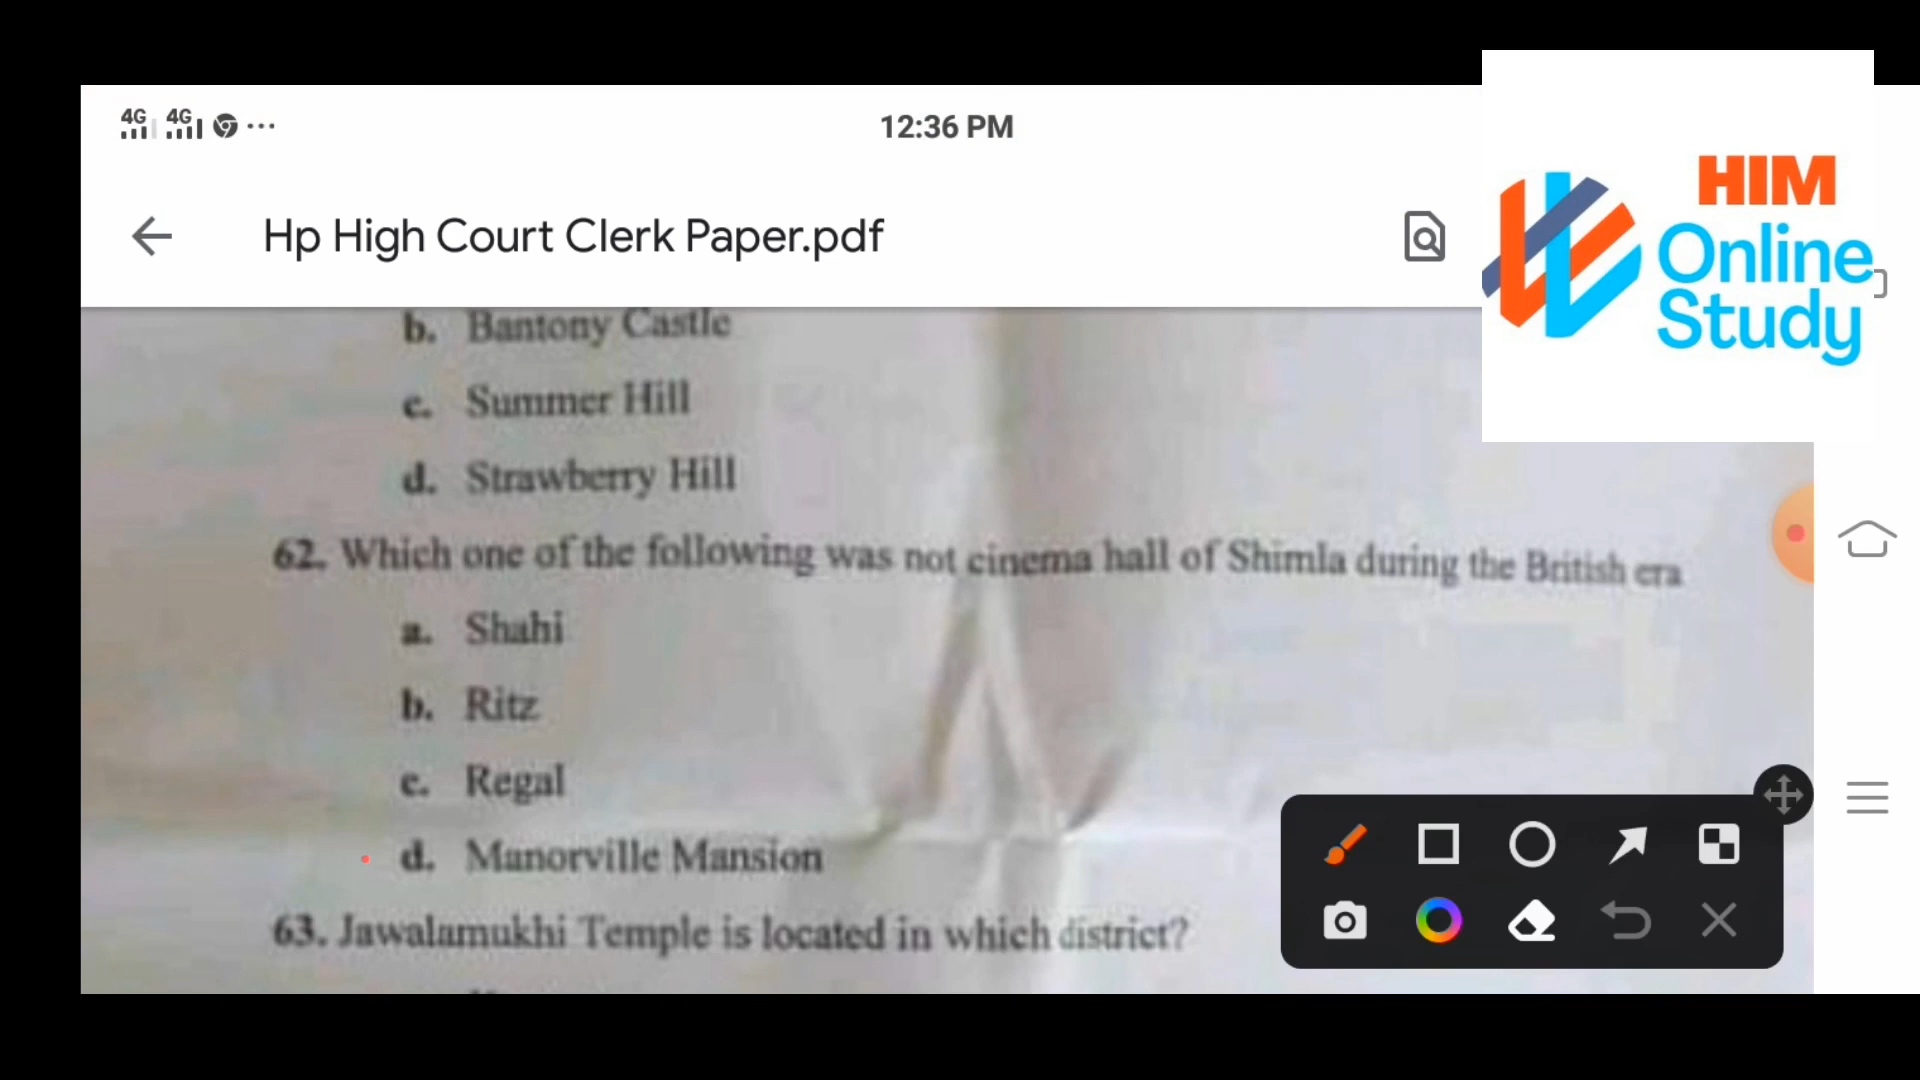 4G 4G
12:36 PM
HIM
Online
Study
Hp High Court Clerk Paper.pdf
b. Bantony Castle
c. Summer Hill
d. Strawberry Hill
62. Which one of the following was not cinema hall of Shimla during the British era
a. Shahi
b. Ritz
c. Regal
d. Manorville Mansion
63. Jawalamukhi Temple is located in which district?